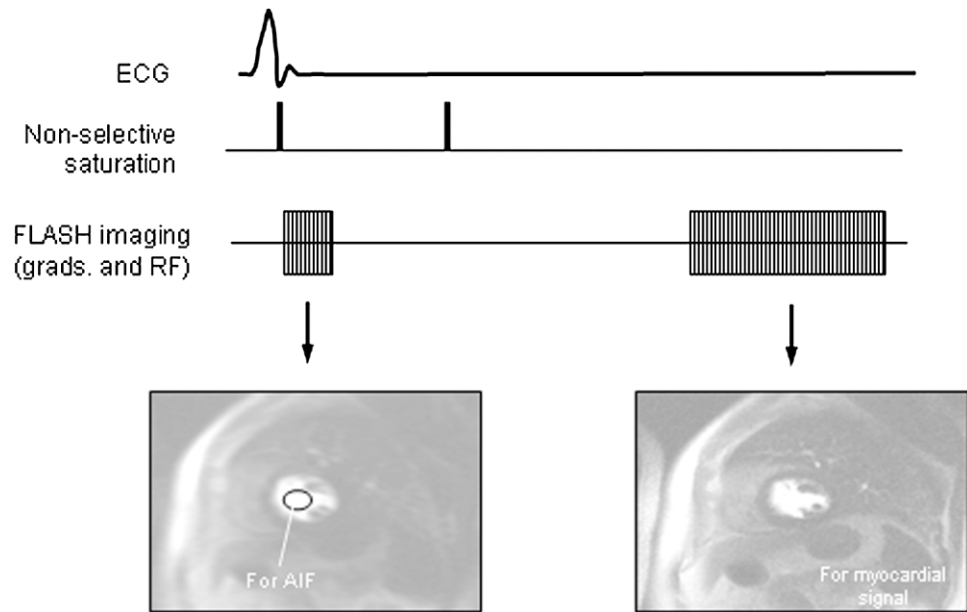 ECG
Non-selective
saturation
FLASH imaging
(grads. and RF)
For AIF
For myocardial
signal